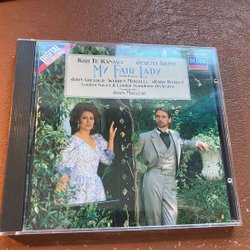 DIGITAL
KIRI TE KANAWA JEREMY IRONS
MY FAIR LADY
JOHN GIELGUD · WARREN MITCHELL · JERRY HADLEY
LONDON VOICES & LONDON SYMPHONY ORCHESTRA
JOHN MAUCERI
DECCA